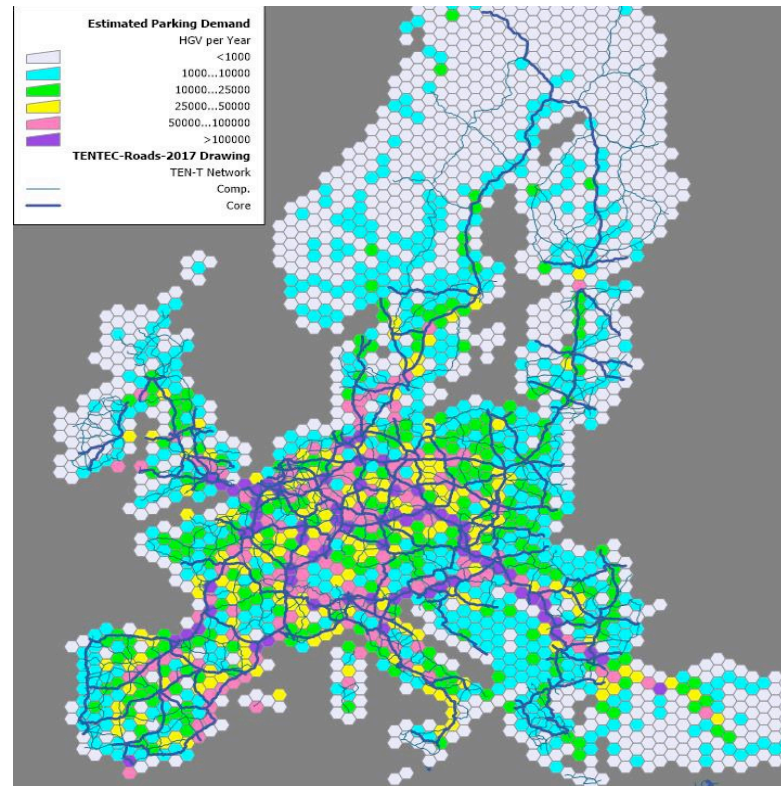 Estimated Parking Demand
HGV per Year
<1000
1000...10000
10000...25000
25000...50000
50000...100000
>100000
TENTEC-Roads-2017 Drawing
TEN-T Network
Comp.
Core